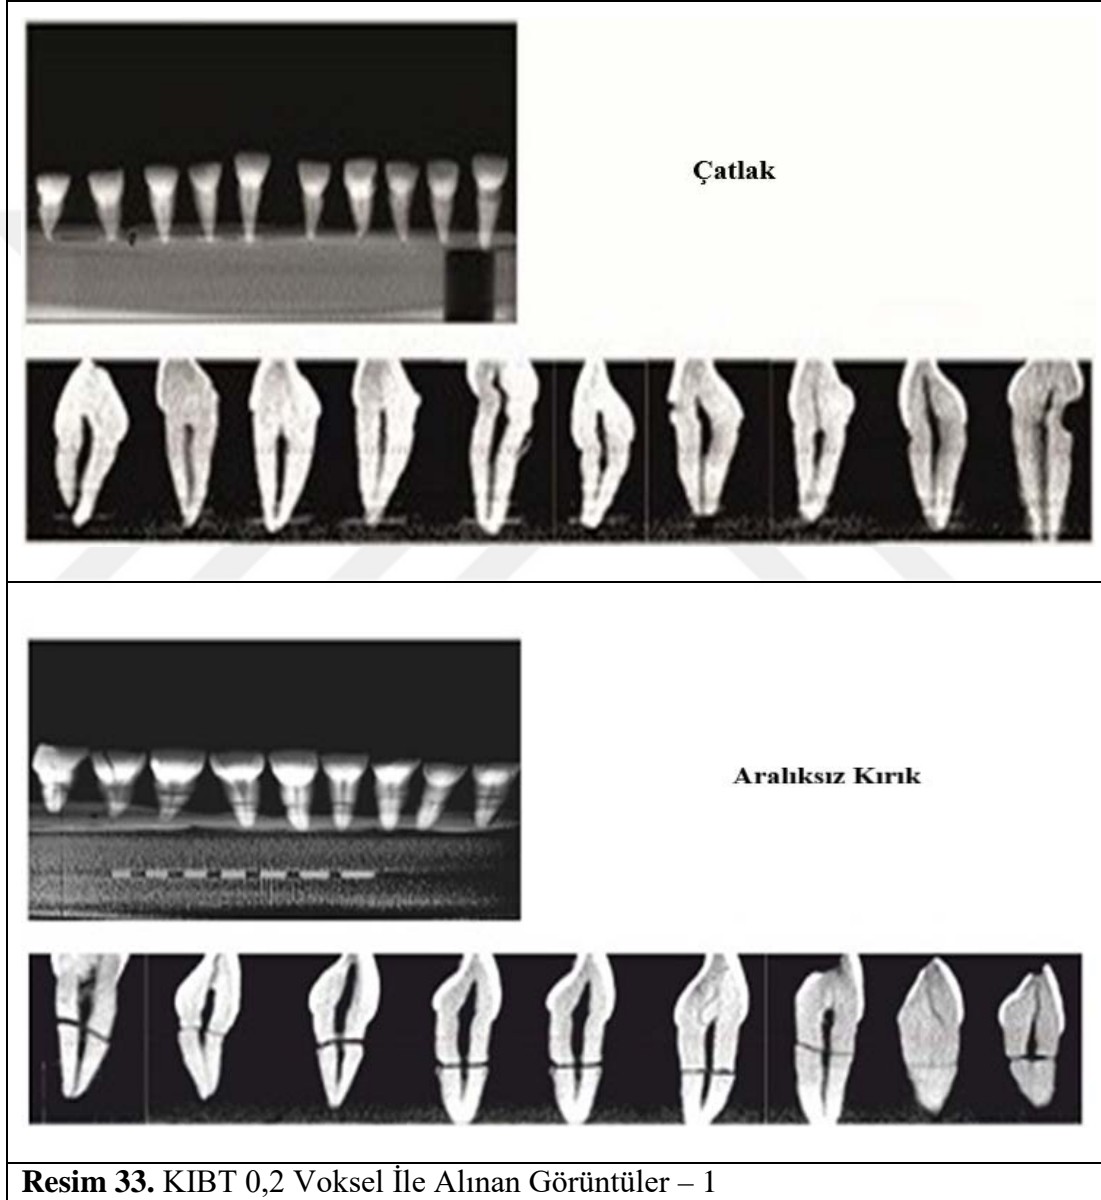 Çatlak
Aralıksız Kırık
Resim 33. KIBT 0,2 Voksel İle Alınan Görüntüler – 1